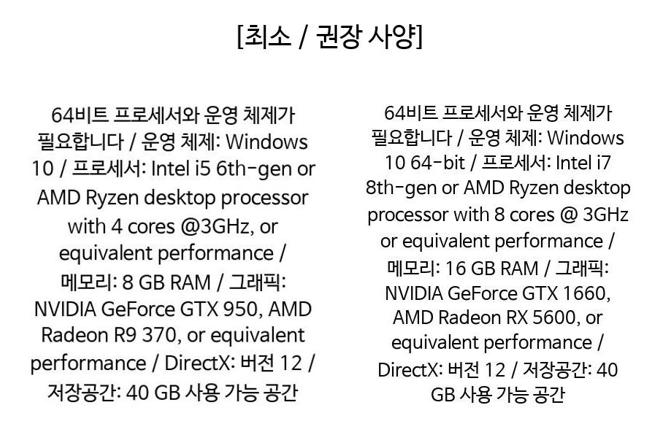 [최소 / 권장 사양]
64비트 프로세서와 운영 체제가
필요합니다 / 운영 체제: Windows
10 / 프로세서: Intel i5 6th-gen or
AMD Ryzen desktop processor
with 4 cores @3GHz, or
equivalent performance /
메모리: 8 GB RAM / 그래픽:
NVIDIA GeForce GTX 950, AMD
Radeon R9 370, or equivalent
performance / DirectX: 버전 12 /
저장공간: 40 GB 사용 가능 공간
64비트 프로세서와 운영 체제가
필요합니다 / 운영 체제: Windows
10 64-bit / 프로세서: Intel i7
8th-gen or AMD Ryzen desktop
processor with 8 cores @ 3GHz
or equivalent performance /
메모리: 16 GB RAM / 그래픽:
NVIDIA GeForce GTX 1660,
AMD Radeon RX 5600, or
equivalent performance /
DirectX: 버전 12 / 저장공간: 40
GB 사용 가능 공간